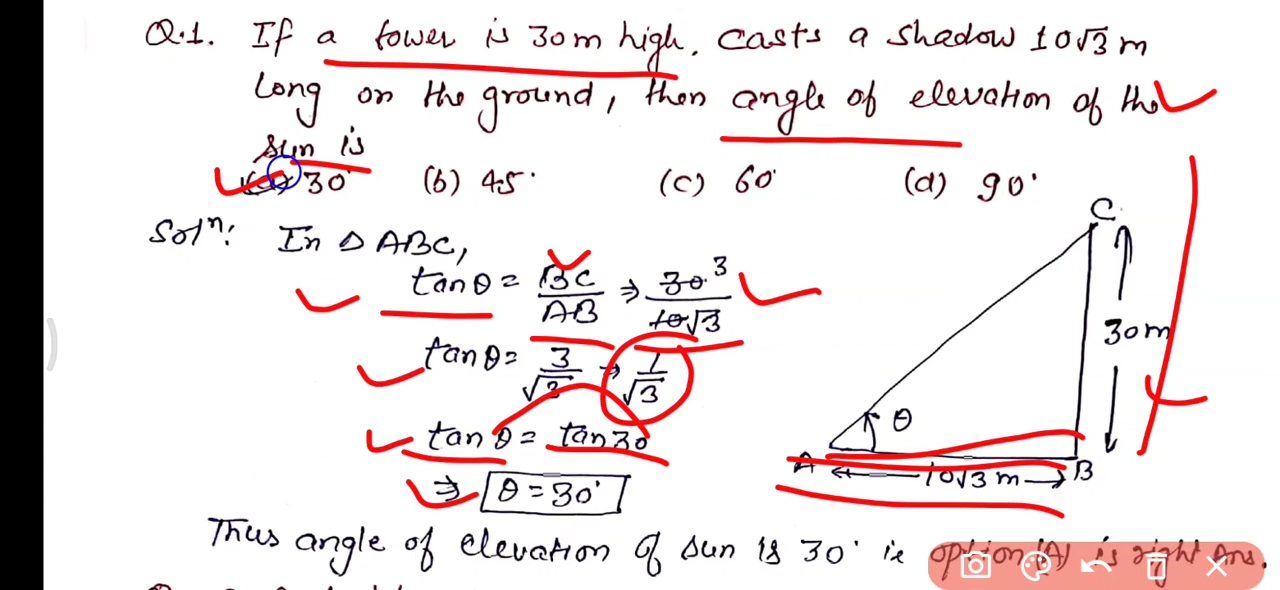 Q.1. If a tower is 30m high, casts a shadow 10√3 m
long on the ground, then angle of elevation of the
sun is
(a) 30° (b) 45° (c) 60° (d) 90°
Solⁿ: In △ ABC,
tanθ = BC/AB ⇒ 30 3/10√3
tanθ = 3/√3 ⇒ 1/√3
tanθ = tan30
⇒ θ = 30°
C
30m
θ
A 10√3 m B
Thus angle of elevation of sun is 30° ie option (A) is right Ans.